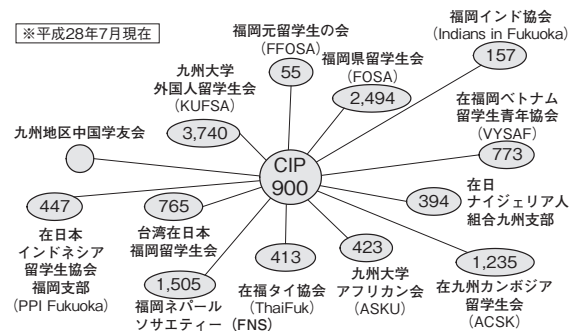 ※平成28年7月現在
福岡元留学生の会
(FFOSA)
55
福岡県留学生会
(FOSA)
2,494
福岡インド協会
(Indians in Fukuoka)
157
九州大学
外国人留学生会
(KUFSA)
3,740
在福岡ベトナム
留学生青年協会
(VYSAF)
773
九州地区中国学友会
CIP
900
447
在日本
インドネシア
留学生協会
福岡支部
(PPI Fukuoka)
765
台湾在日本
福岡留学生会
394
在日
ナイジェリア人
組合九州支部
1,505
福岡ネパール
ソサエティー (FNS)
413
在福タイ協会
(ThaiFuk)
423
九州大学
アフリカン会
(ASKU)
1,235
在九州カンボジア
留学生会
(ACSK)